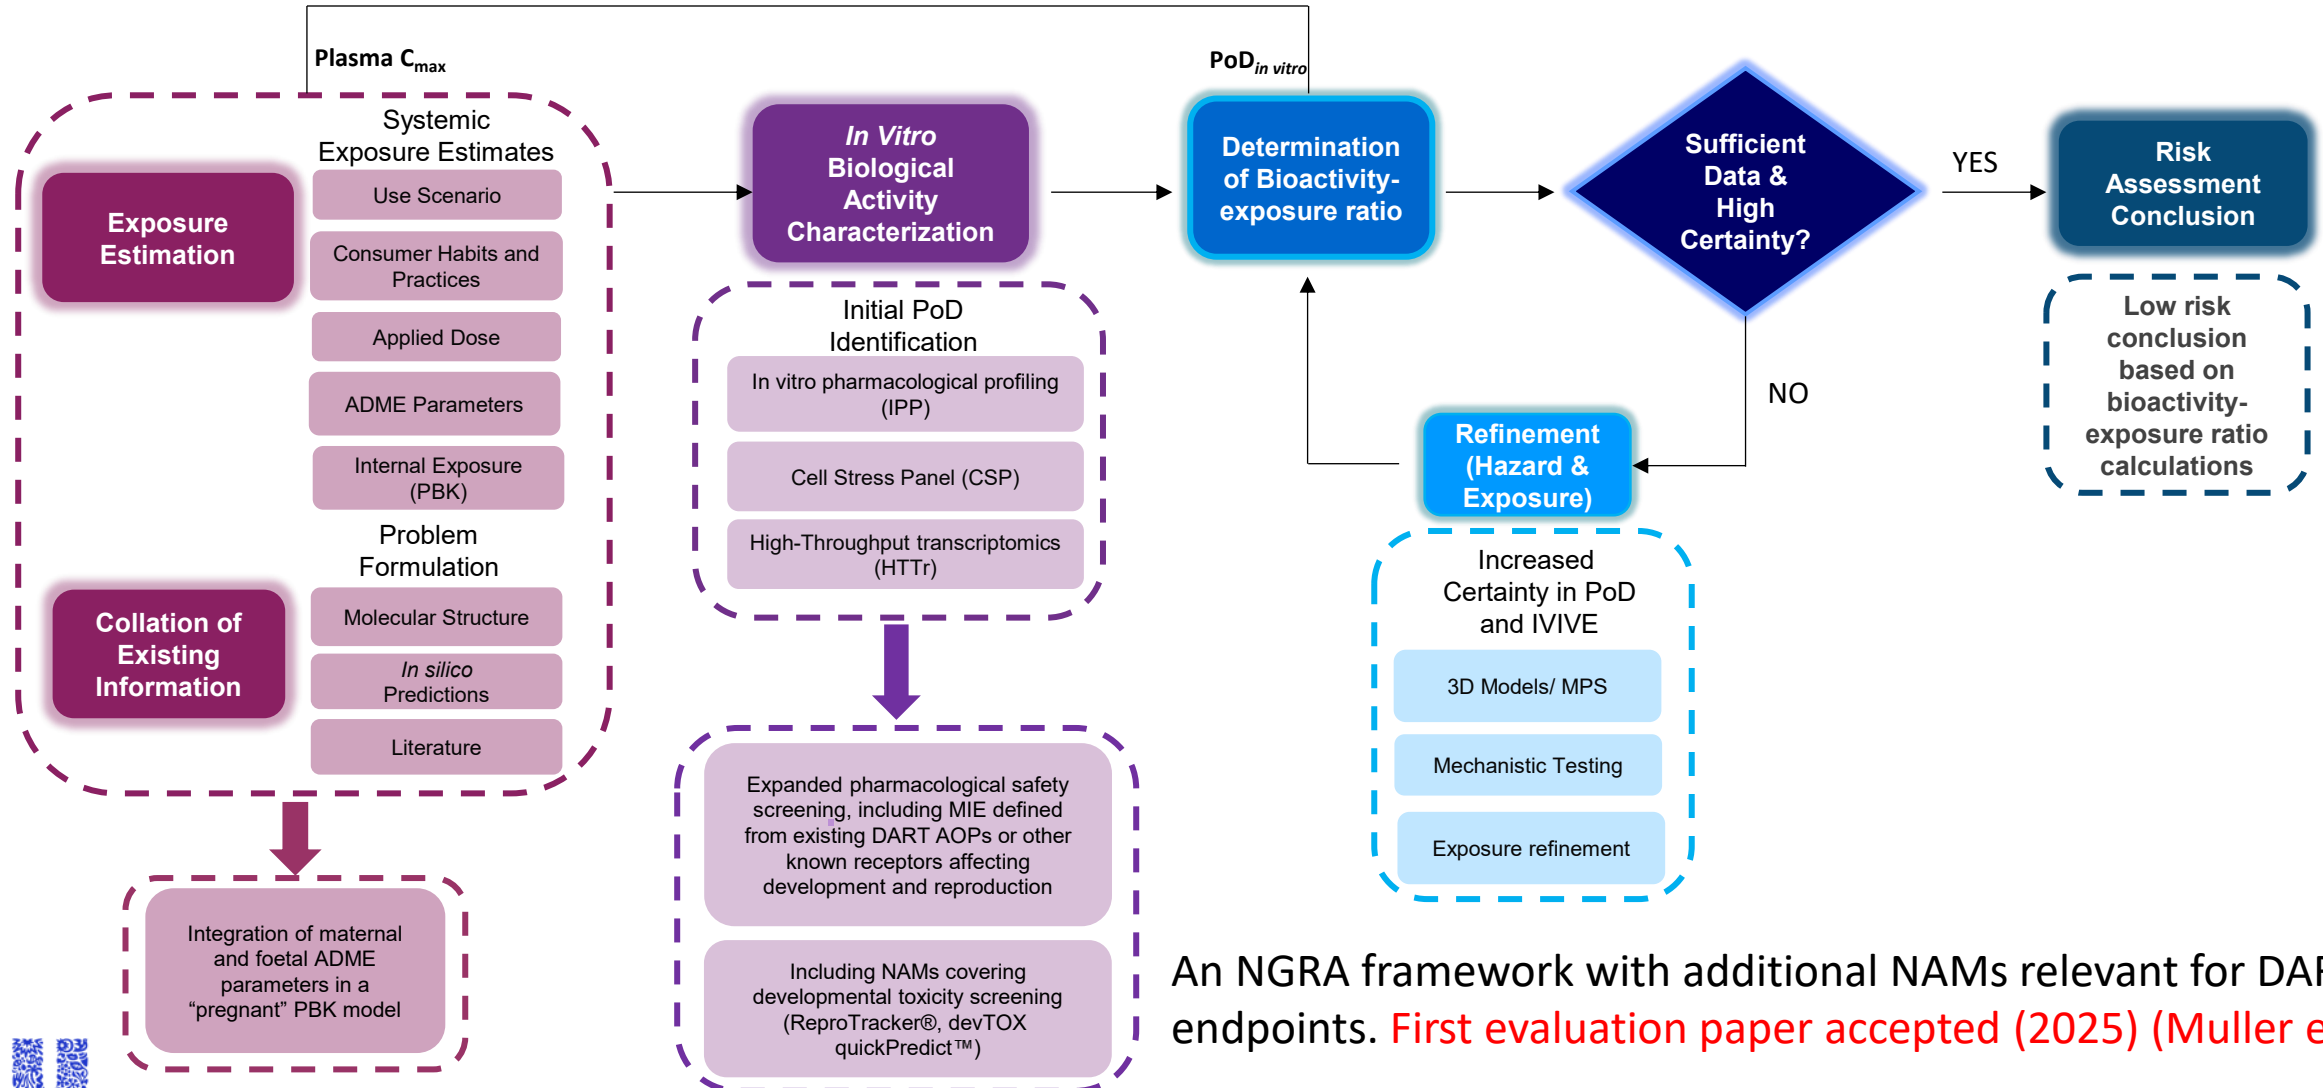 Plasma Cmax
PoDin vitro
Systemic
Exposure Estimates
Exposure
Estimation
Use Scenario
Consumer Habits and
Practices
Applied Dose
ADME Parameters
Internal Exposure
(PBK)
Problem
Formulation
Collation of
Existing
Information
Molecular Structure
In silico
Predictions
Literature
Integration of maternal
and foetal ADME
parameters in a
“pregnant” PBK model
In Vitro
Biological
Activity
Characterization
Initial PoD
Identification
In vitro pharmacological profiling
(IPP)
Cell Stress Panel (CSP)
High-Throughput transcriptomics
(HTTr)
Expanded pharmacological safety
screening, including MIE defined
from existing DART AOPs or other
known receptors affecting
development and reproduction
Including NAMs covering
developmental toxicity screening
(ReproTracker®, devTOX
quickPredict™)
Determination
of Bioactivity-
exposure ratio
Sufficient
Data &
High
Certainty?
YES
NO
Refinement
(Hazard &
Exposure)
Increased
Certainty in PoD
and IVIVE
3D Models/ MPS
Mechanistic Testing
Exposure refinement
Risk
Assessment
Conclusion
Low risk
conclusion
based on
bioactivity-
exposure ratio
calculations
An NGRA framework with additional NAMs relevant for
endpoints. First evaluation paper accepted (2025) (Muller